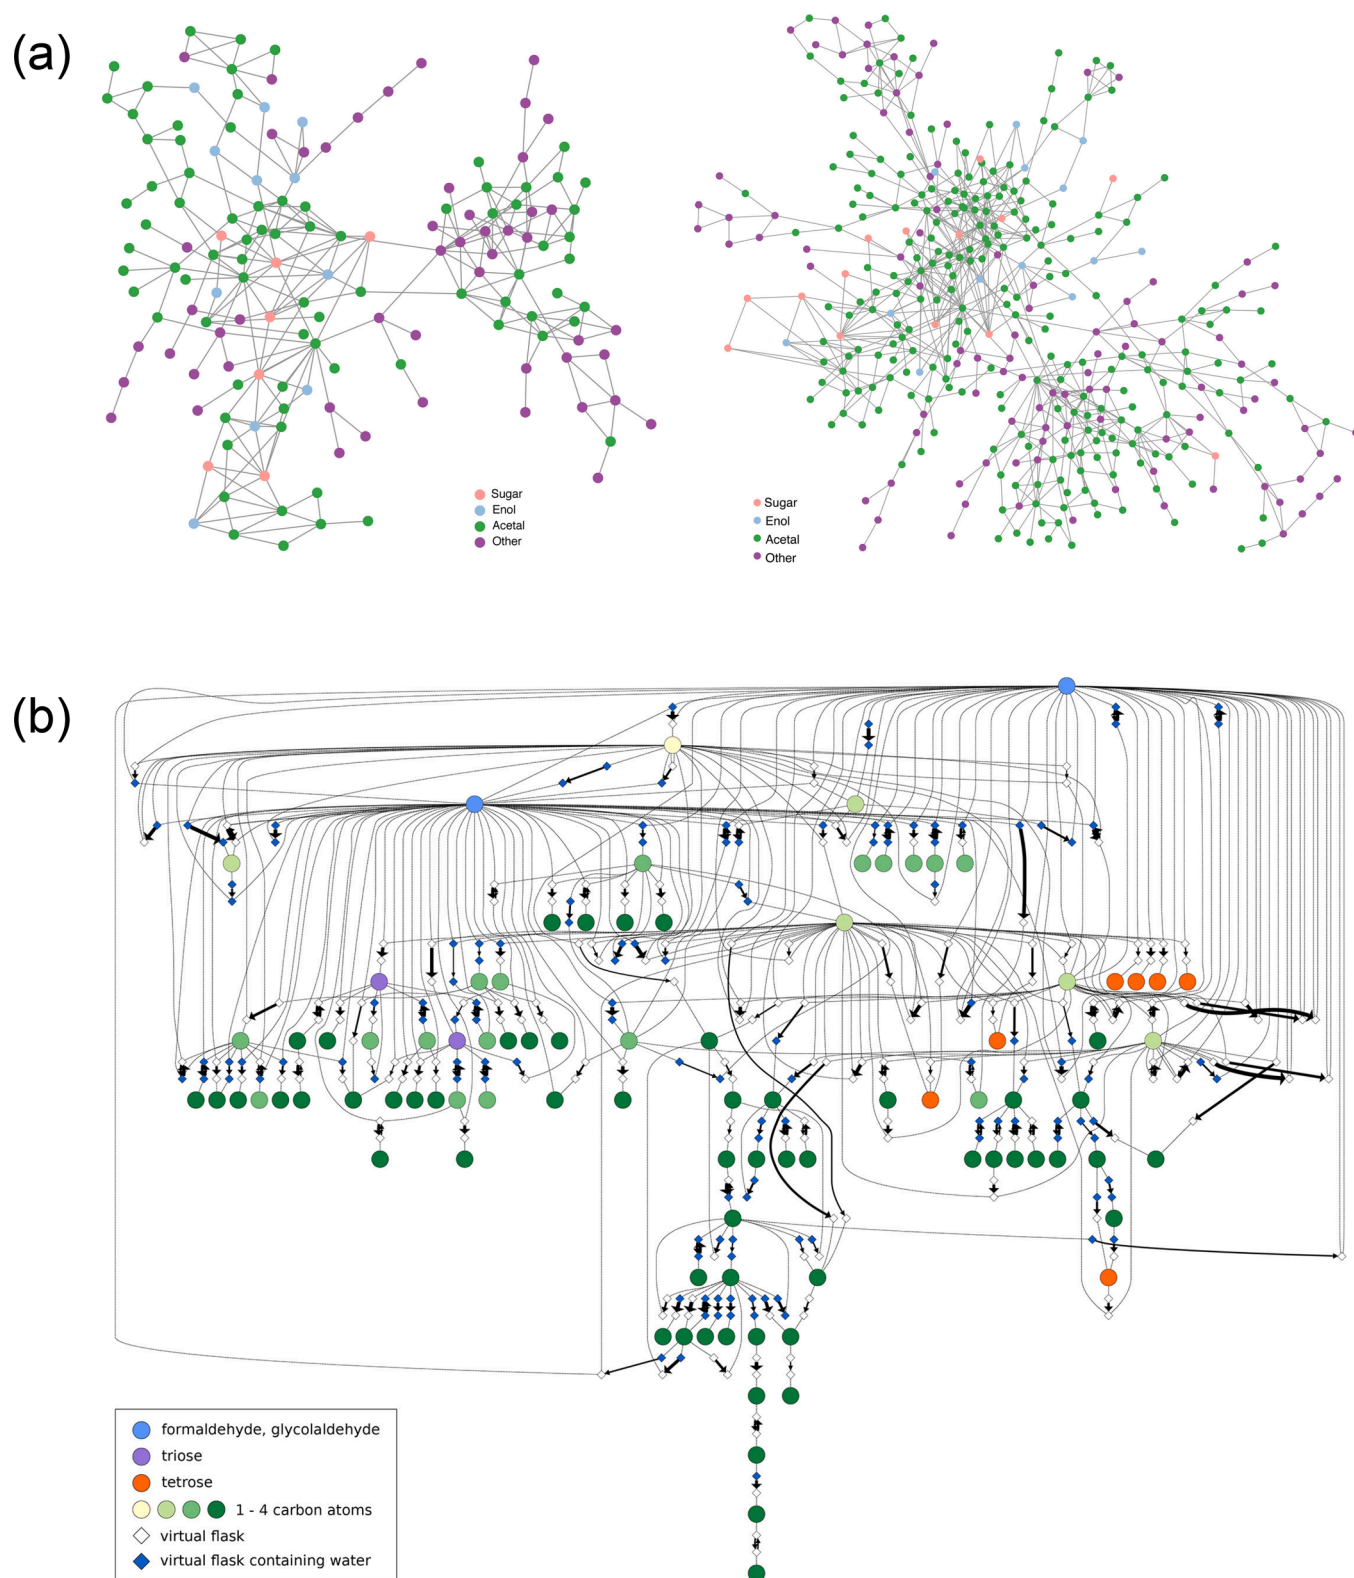 (a)
Sugar
Enol
Acetal
Other
Sugar
Enol
Acetal
Other
(b)
formaldehyde, glycolaldehyde
triose
tetrose
1 - 4 carbon atoms
virtual flask
virtual flask containing water